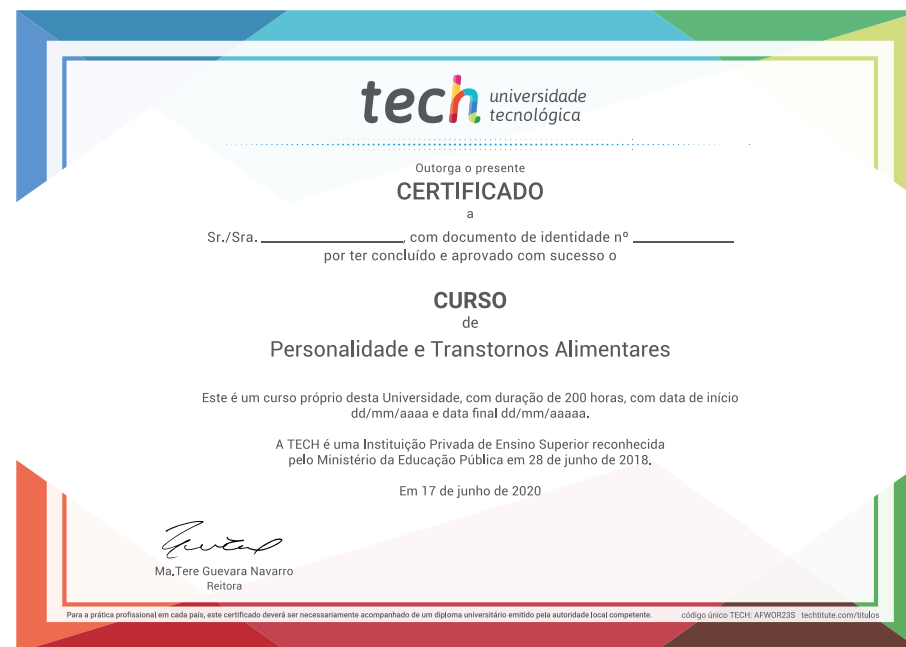 tech universidade
tecnológica
Outorga o presente
CERTIFICADO
a
Sr./Sra. ____________, com documento de identidade nº ____________
por ter concluído e aprovado com sucesso o
CURSO
de
Personalidade e Transtornos Alimentares
Este é um curso próprio desta Universidade, com duração de 200 horas, com data de início
dd/mm/aaaa e data final dd/mm/aaaaa.
A TECH é uma Instituição Privada de Ensino Superior reconhecida
pelo Ministério da Educação Pública em 28 de junho de 2018.
Em 17 de junho de 2020
Ma.Tere Guevara Navarro
Reitora
Para a prática profissional em cada país, este certificado deverá ser necessariamente acompanhado de um diploma universitário emitido pela autoridade local competente. código único TECH: AFWOR23S techtitute.com/títulos